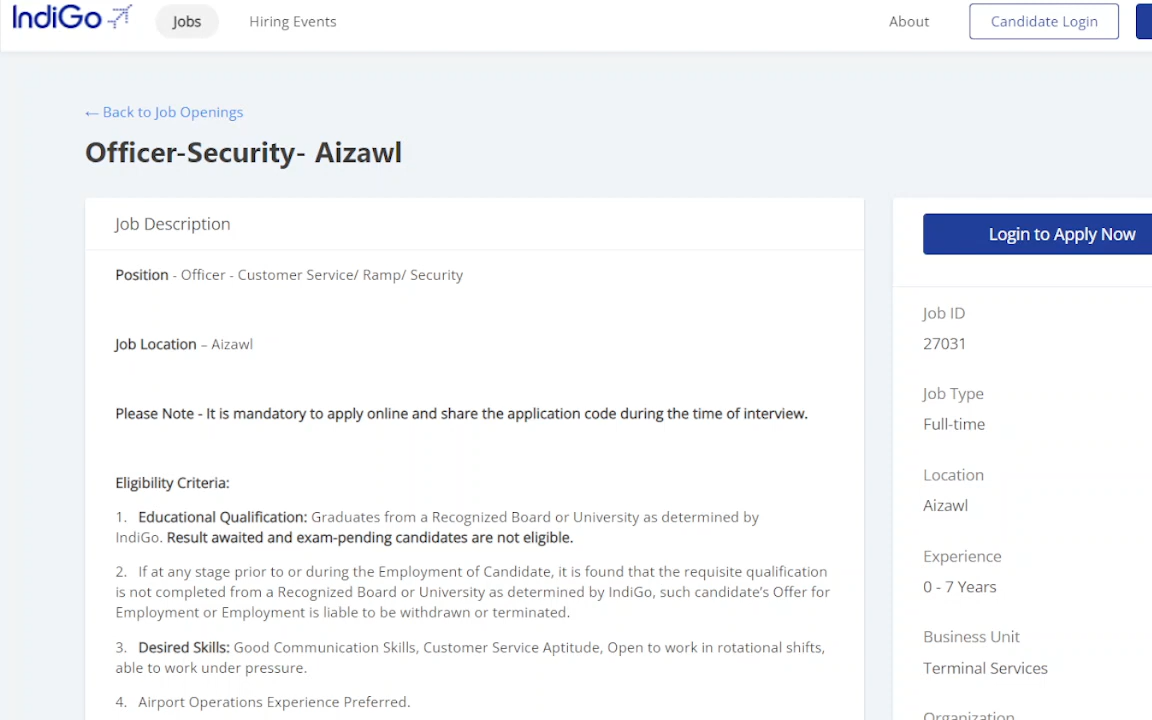 IndiGo
Jobs
Hiring Events
About
Candidate Login
← Back to Job Openings
Officer-Security- Aizawl
Job Description
Position - Officer - Customer Service/ Ramp/ Security
Job Location – Aizawl
Please Note - It is mandatory to apply online and share the application code during the time of interview.
Eligibility Criteria:
1. Educational Qualification: Graduates from a Recognized Board or University as determined by
IndiGo. Result awaited and exam-pending candidates are not eligible.
2. If at any stage prior to or during the Employment of Candidate, it is found that the requisite qualification
is not completed from a Recognized Board or University as determined by IndiGo, such candidate's Offer for
Employment or Employment is liable to be withdrawn or terminated.
3. Desired Skills: Good Communication Skills, Customer Service Aptitude, Open to work in rotational shifts,
able to work under pressure.
4. Airport Operations Experience Preferred.
Login to Apply Now
Job ID
27031
Job Type
Full-time
Location
Aizawl
Experience
0 - 7 Years
Business Unit
Terminal Services
Organization